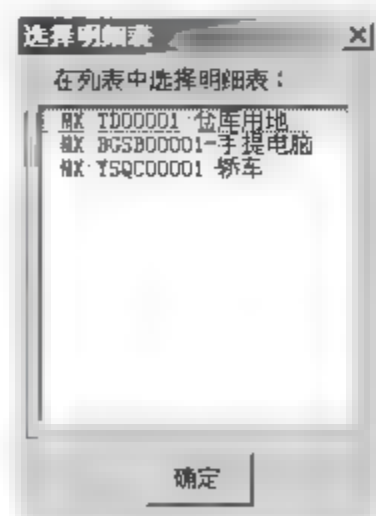 选择明细表
在列表中选择明细表：
MX TD00001 仓库用地
MX BGSB00001-手提电脑
MX YSQC00001 轿车
确定